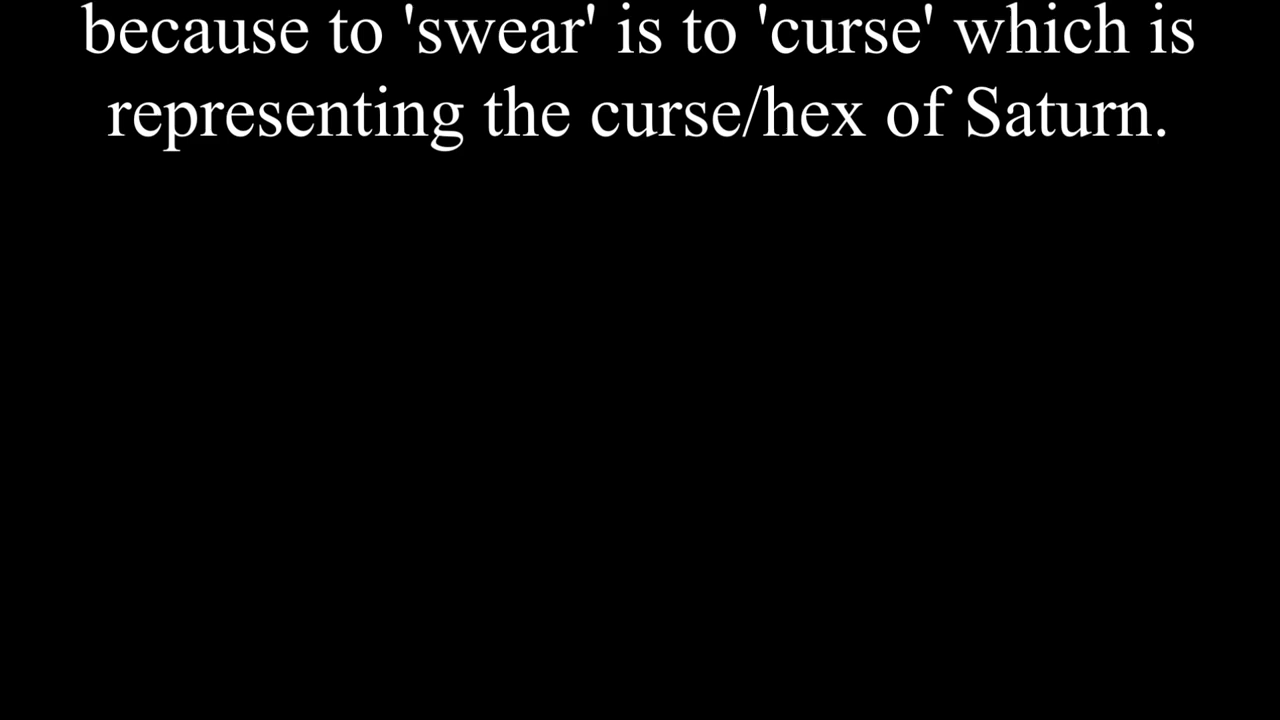 because to 'swear' is to 'curse' which is
representing the curse/hex of Saturn.